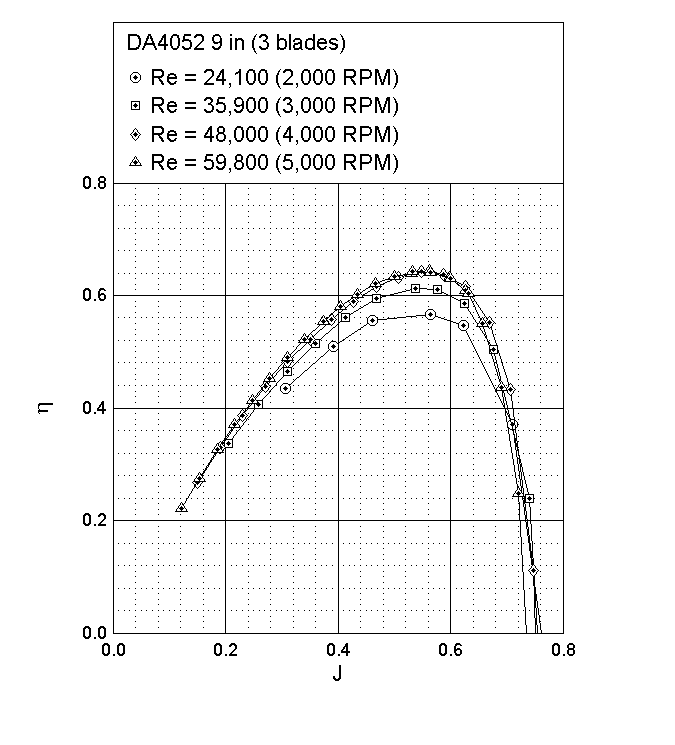 DA4052 9 in (3 blades)
Re = 24,100 (2,000 RPM)
Re = 35,900 (3,000 RPM)
Re = 48,000 (4,000 RPM)
Re = 59,800 (5,000 RPM)
0.8
0.6
0.4
η
0.2
0.0
0.0 0.2 0.4 0.6 0.8
J